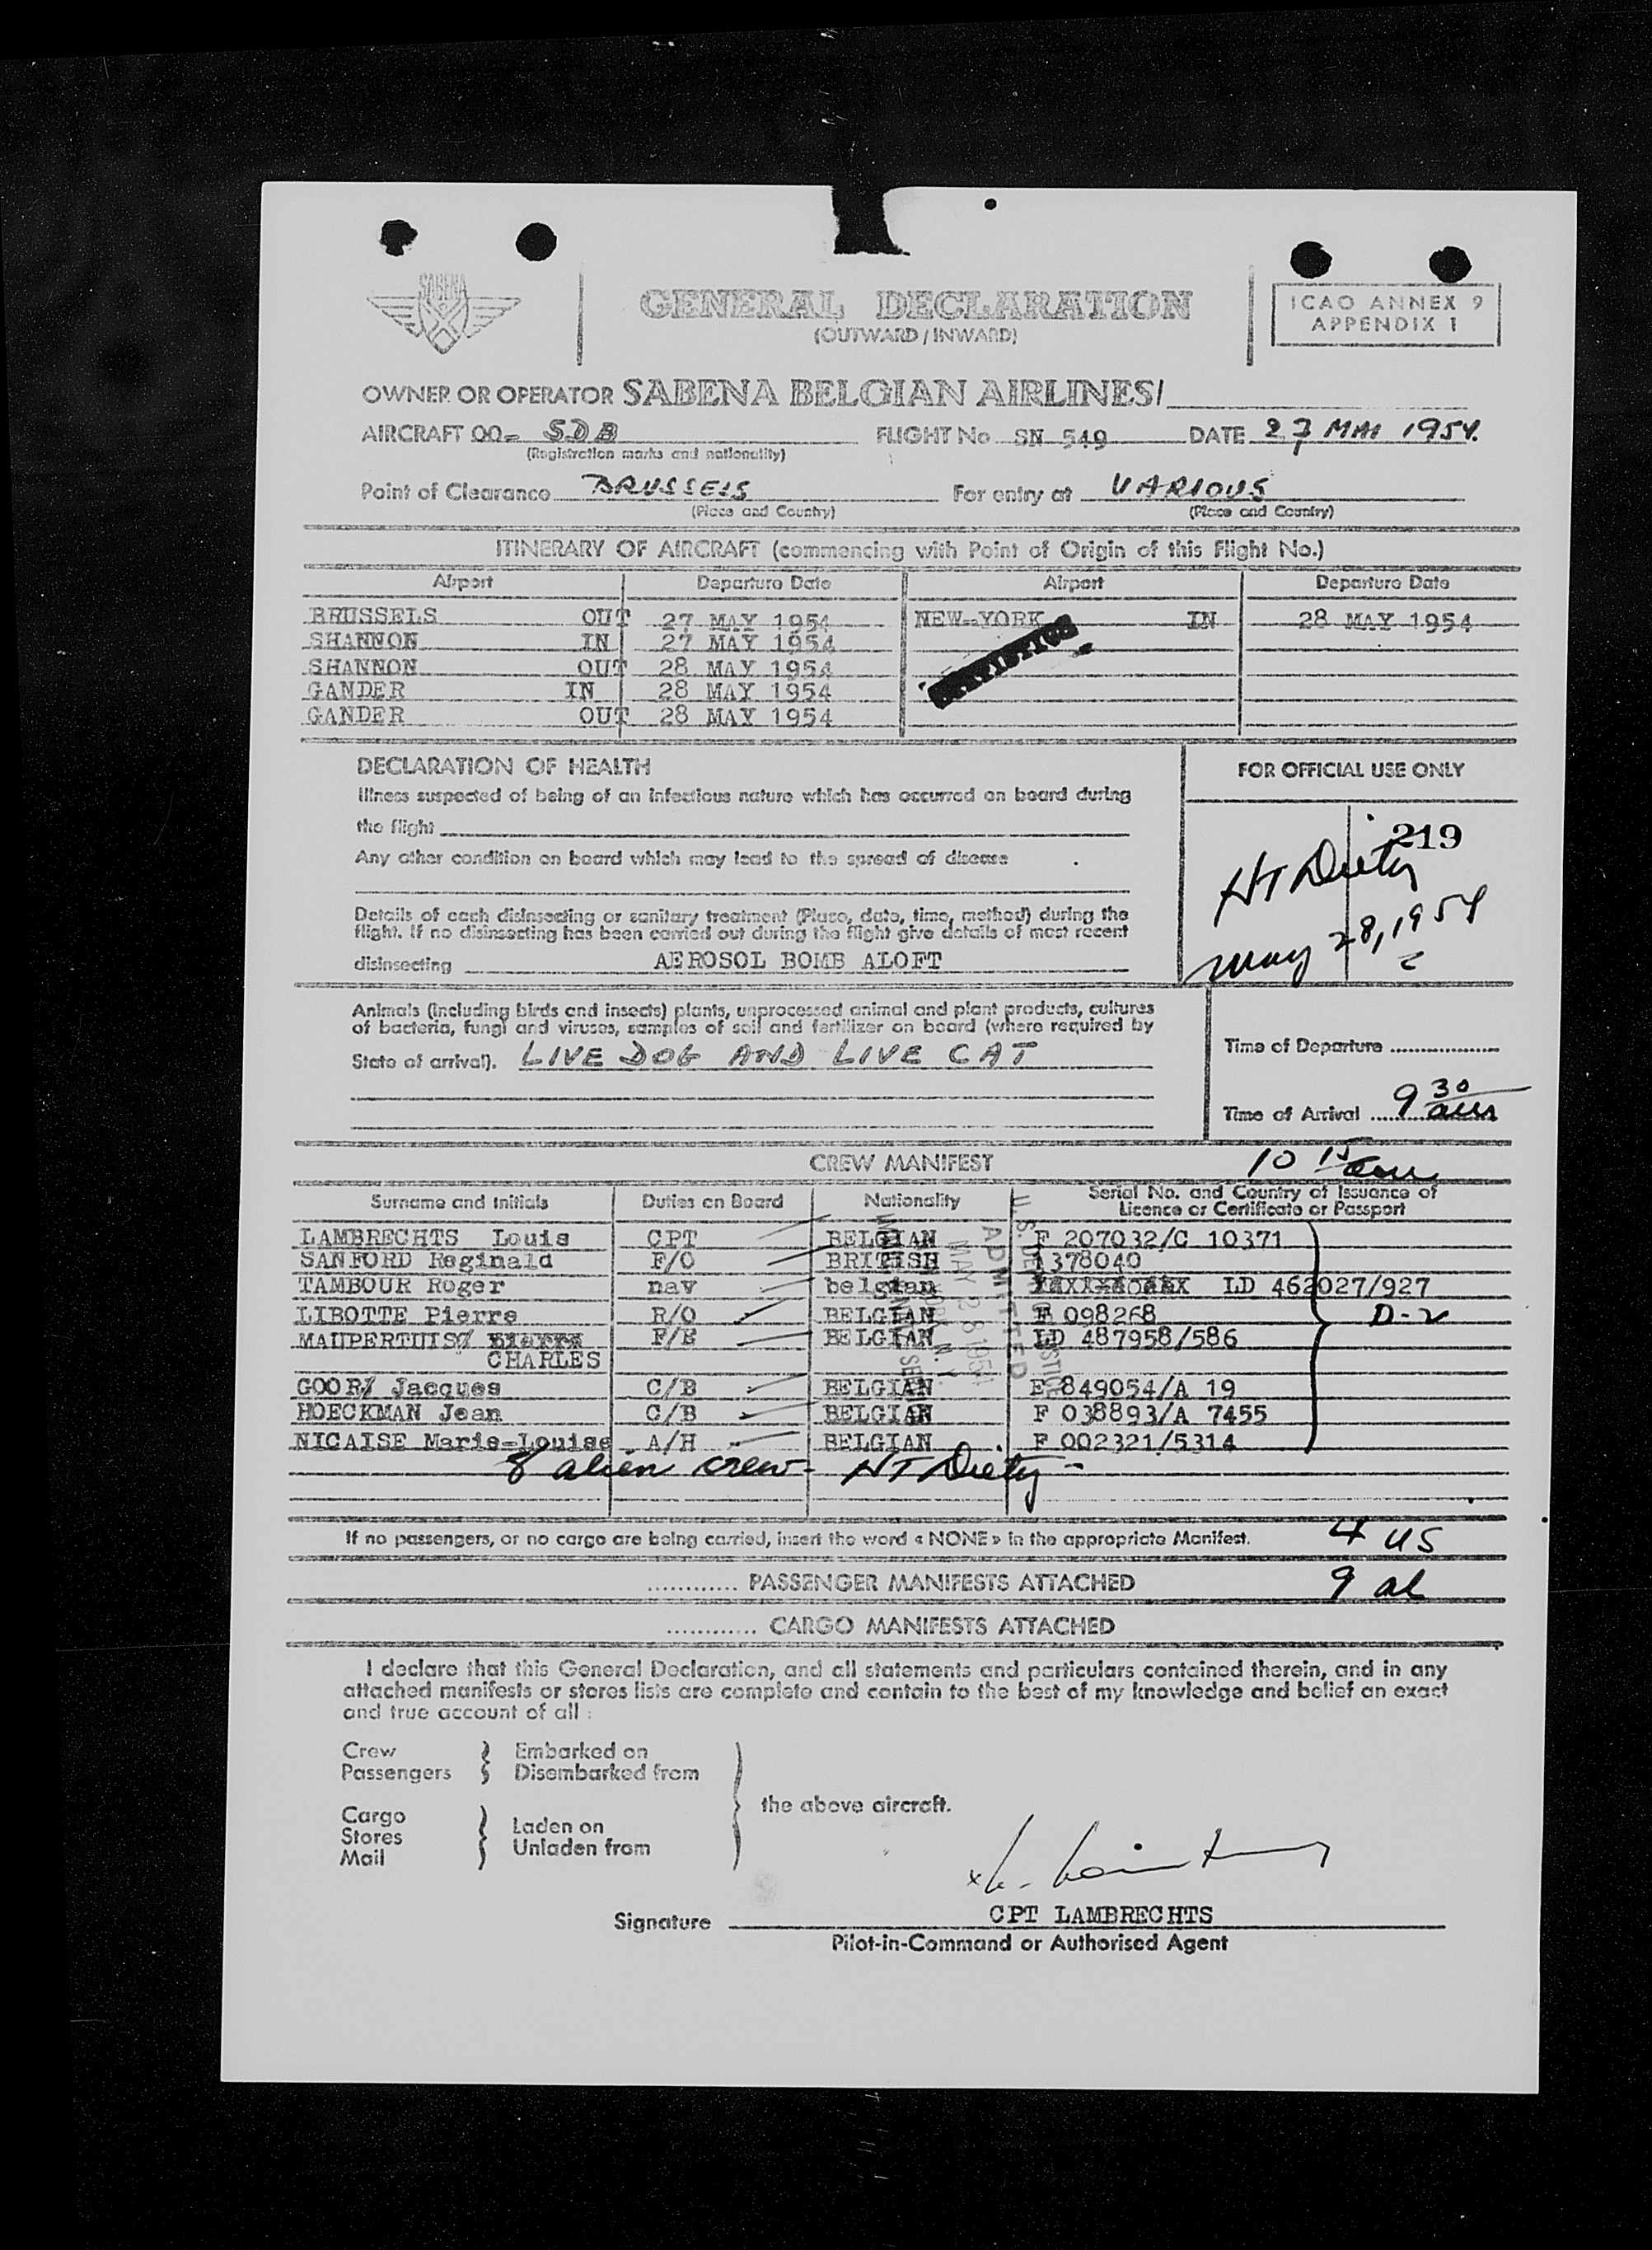 SABENA
GENERAL DECLARATION
(OUTWARD / INWARD)
ICAO ANNEX 9
APPENDIX 1
OWNER OR OPERATOR SABENA BELGIAN AIRLINES/
AIRCRAFT OO- SDB FLIGHT No SN 549 DATE 27 MAI 1954.
(Registration marks and nationality)
Point of Clearance BRUSSELS For entry at VARIOUS
(Place and Country) (Place and Country)
ITINERARY OF AIRCRAFT (commencing with Point of Origin of this Flight No.)
Airport Departure Date Airport Departure Date
BRUSSELS OUT 27 MAY 1954 NEW-YORK IN 28 MAY 1954
SHANNON IN 27 MAY 1954
SHANNON OUT 28 MAY 1954
GANDER IN 28 MAY 1954
GANDER OUT 28 MAY 1954
STATISTICS
DECLARATION OF HEALTH
FOR OFFICIAL USE ONLY
Illness suspected of being of an infectious nature which has occurred on board during
the flight
219
Any other condition on board which may lead to the spread of disease
HT Diety
May 28, 1954
Details of each disinsecting or sanitary treatment (Place, date, time, method) during the
flight. If no disinsecting has been carried out during the flight give details of most recent
disinsecting AEROSOL BOMB ALOFT
Animals (including birds and insects) plants, unprocessed animal and plant products, cultures
of bacteria, fungi and viruses, samples of soil and fertilizer on board (where required by
State of arrival). LIVE DOG AND LIVE CAT
Time of Departure
Time of Arrival 9 30 am
CREW MANIFEST 10 15 am
Surname and Initials Duties on Board Nationality Serial No. and Country of Issuance of
Licence or Certificate or Passport
LAMBRECHTS Louis CPT BELGIAN F 207032/C 10371
SANFORD Reginald F/O BRITISH 1378040
TAMBOUR Roger nav belgian LD 462027/927
LIBOTTE Pierre R/O BELGIAN F 098268 D-2
MAUPERTUIS F/E BELGIAN LD 487958/586
CHARLES
GOOR Jacques C/B BELGIAN E 849054/A 19
HOECKMAN Jean C/B BELGIAN F 038893/A 7455
NICAISE Marie-Louise A/H BELGIAN F 002321/5314
ADMITTED
MAY 28 1954
8 alien crew - HT Diety -
If no passengers, or no cargo are being carried, insert the word « NONE » in the appropriate Manifest. 4 US
............ PASSENGER MANIFESTS ATTACHED 9 al
............ CARGO MANIFESTS ATTACHED
I declare that this General Declaration, and all statements and particulars contained therein, and in any
attached manifests or stores lists are complete and contain to the best of my knowledge and belief an exact
and true account of all :
Crew Embarked on
Passengers Disembarked from
the above aircraft.
Cargo Laden on
Stores Unladen from
Mail
Signature CPT LAMBRECHTS
Pilot-in-Command or Authorised Agent